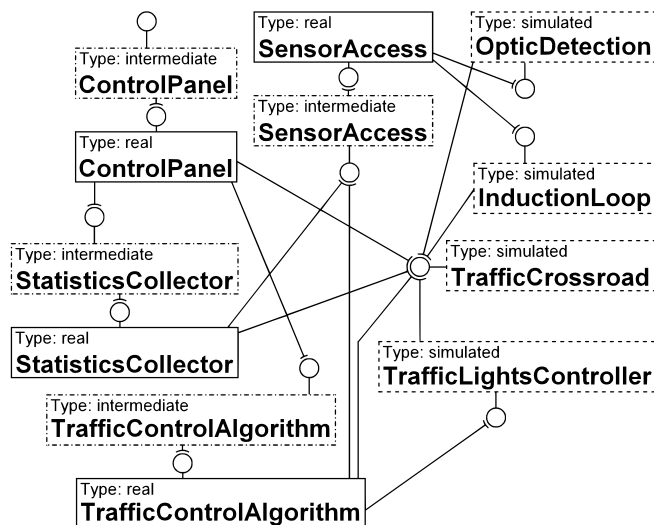 Type: real
SensorAccess
Type: simulated
OpticDetection
Type: intermediate
ControlPanel
Type: intermediate
SensorAccess
Type: real
ControlPanel
Type: simulated
InductionLoop
Type: intermediate
StatisticsCollector
Type: simulated
TrafficCrossroad
Type: real
StatisticsCollector
Type: simulated
TrafficLightsController
Type: intermediate
TrafficControlAlgorithm
Type: real
TrafficControlAlgorithm